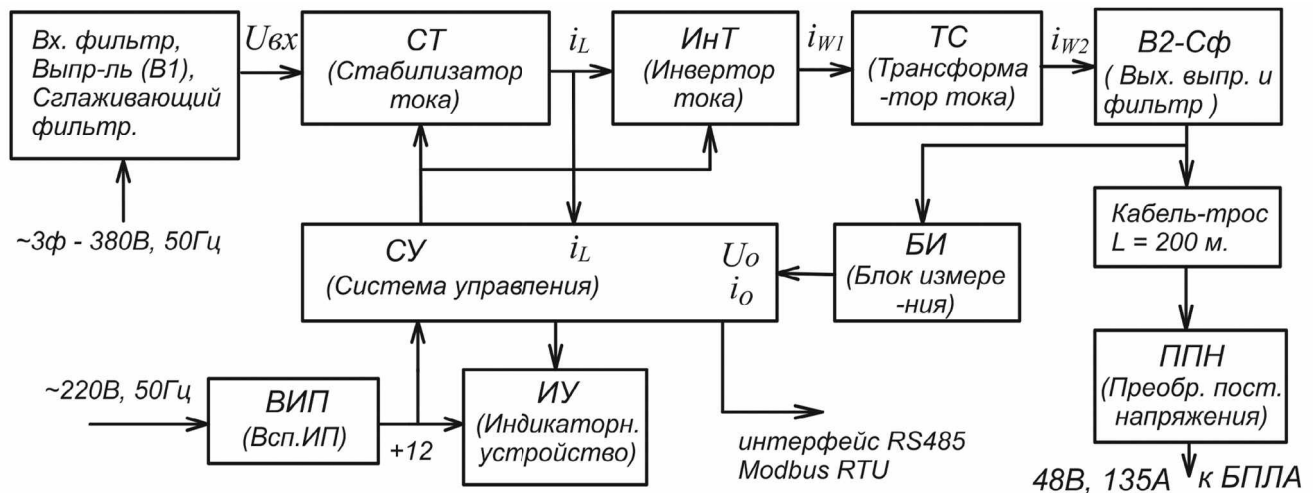 Вх. фильтр,
Выпр-ль (В1),
Сглаживающий
фильтр.
Uвх
СТ
(Стабилизатор
тока)
iL
ИнТ
(Инвертор
тока)
iW1
ТС
(Трансформа
-тор тока)
iW2
В2-Сф
( Вых. выпр. и
фильтр )
~3ф - 380В, 50Гц
СУ
(Система управления)
iL
Uo
io
БИ
(Блок измере
-ния)
Кабель-трос
L = 200 м.
~220В, 50Гц
ВИП
(Всп.ИП)
+12
ИУ
(Индикаторн.
устройство)
интерфейс RS485
Modbus RTU
ППН
(Преобр. пост.
напряжения)
48В, 135А
к БПЛА